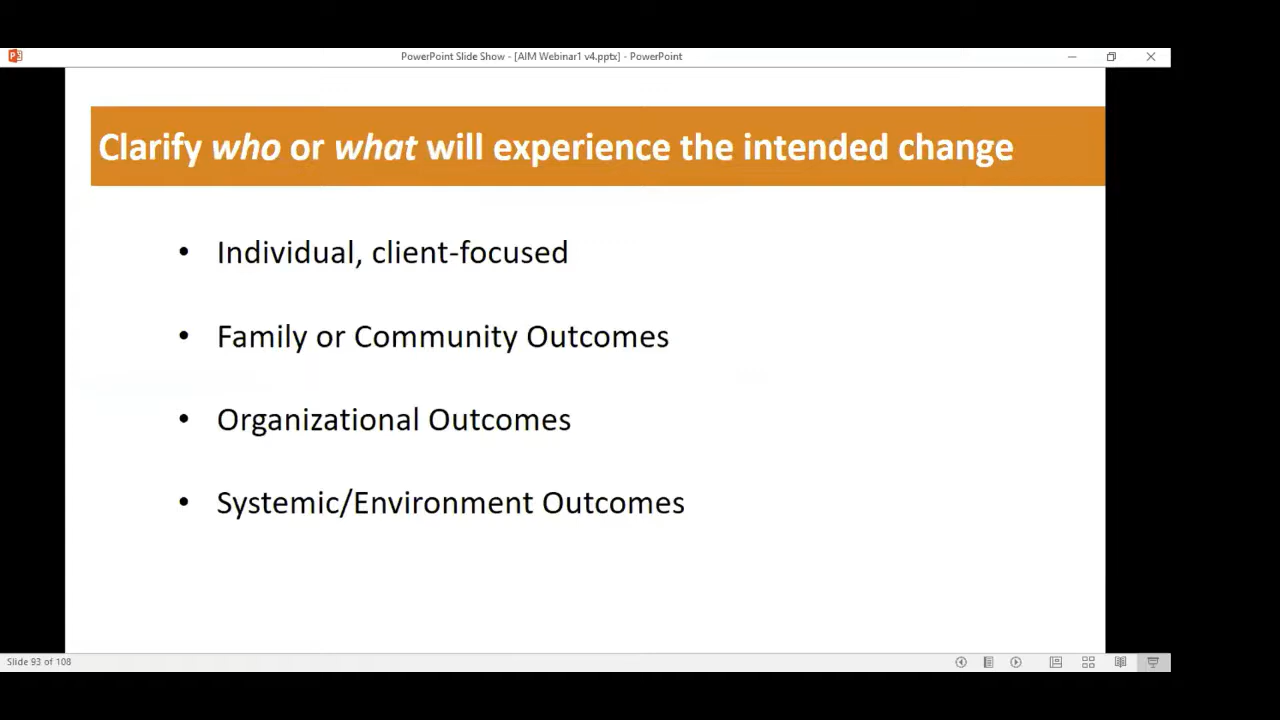 PowerPoint Slide Show - [AIM Webinar1 v4.pptx] - PowerPoint
Clarify who or what will experience the intended change
• Individual, client-focused
• Family or Community Outcomes
• Organizational Outcomes
• Systemic/Environment Outcomes
Slide 93 of 108